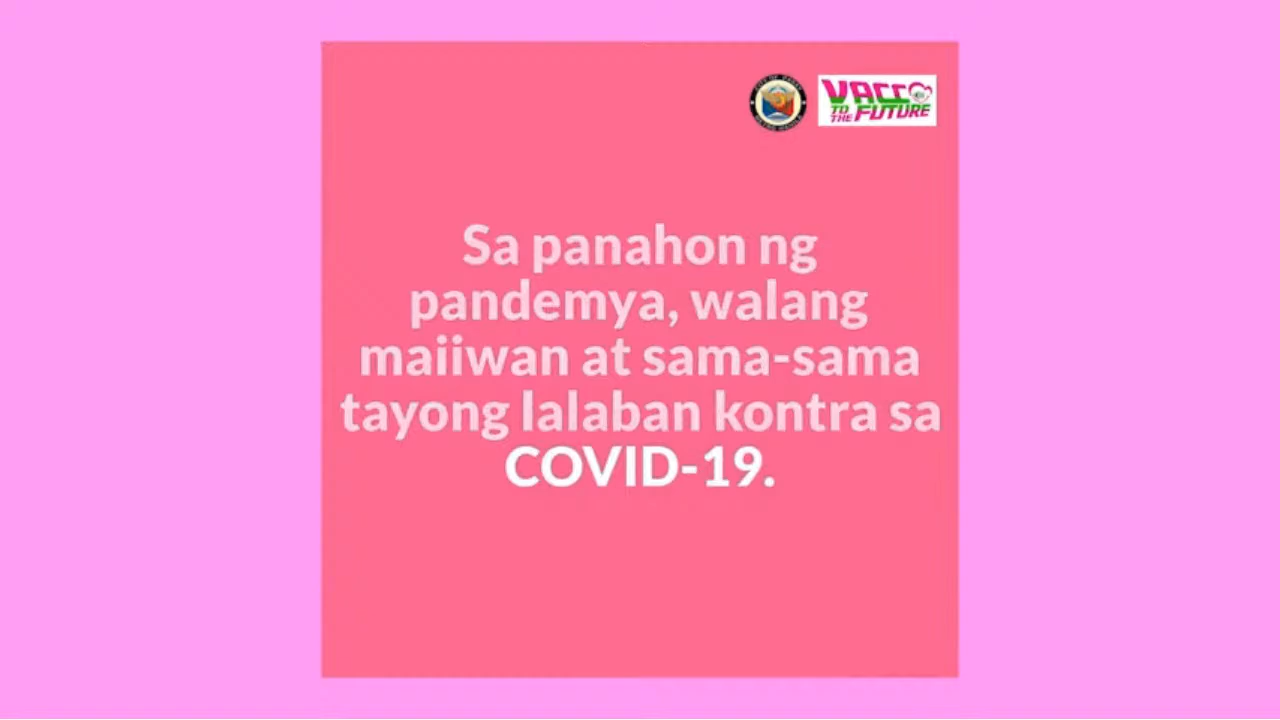 VACC
TO THE FUTURE
Sa panahon ng
pandemya, walang
maiiwan at sama-sama
tayong lalaban kontra sa
COVID-19.